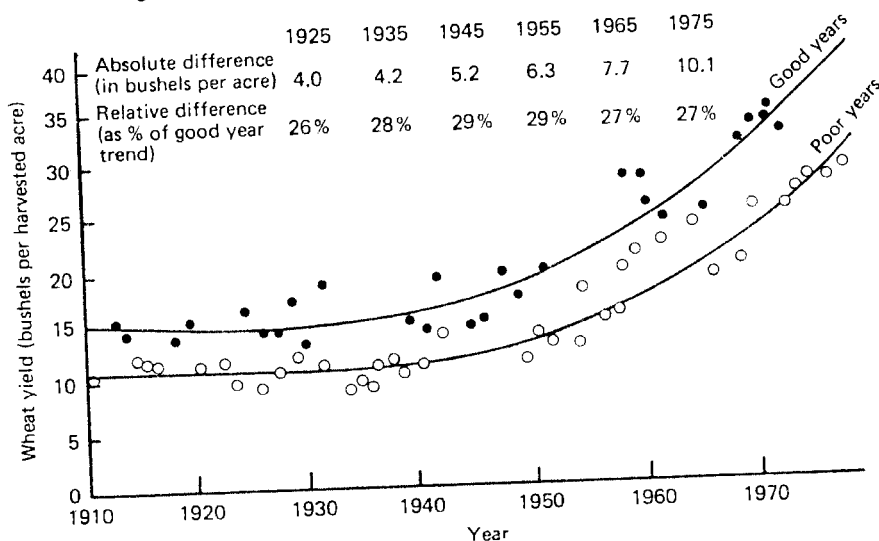 1925 1935 1945 1955 1965 1975
Absolute difference
(in bushels per acre) 4.0 4.2 5.2 6.3 7.7 10.1
Relative difference
(as % of good year
trend) 26% 28% 29% 29% 27% 27%
Good years
Poor years
Wheat yield (bushels per harvested acre)
40
35
30
25
20
15
10
5
0
1910 1920 1930 1940 1950 1960 1970
Year